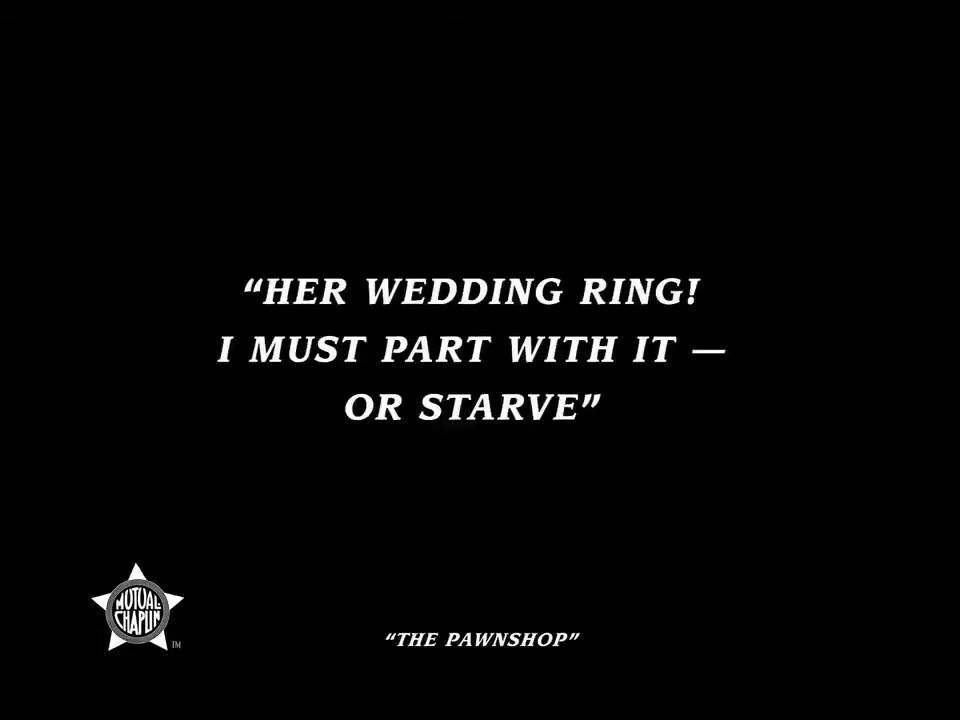 “HER WEDDING RING!
I MUST PART WITH IT —
OR STARVE”
MUTUAL-
CHAPLIN
TM
“THE PAWNSHOP”